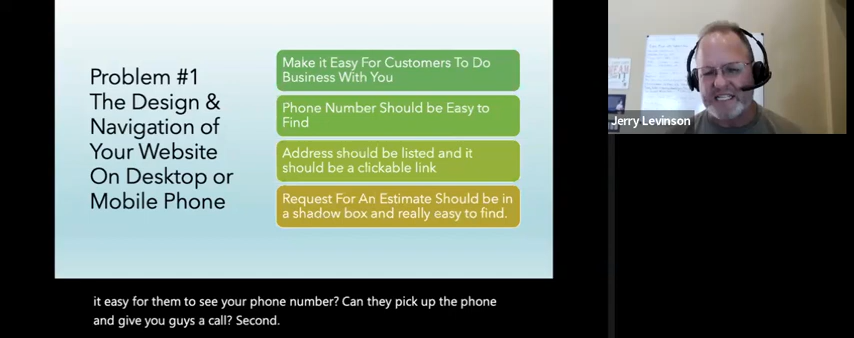 Problem #1
The Design &
Navigation of
Your Website
On Desktop or
Mobile Phone
Make it Easy For Customers To Do
Business With You
Phone Number Should be Easy to
Find
Address should be listed and it
should be a clickable link
Request For An Estimate Should be in
a shadow box and really easy to find.
Jerry Levinson
it easy for them to see your phone number? Can they pick up the phone
and give you guys a call? Second.